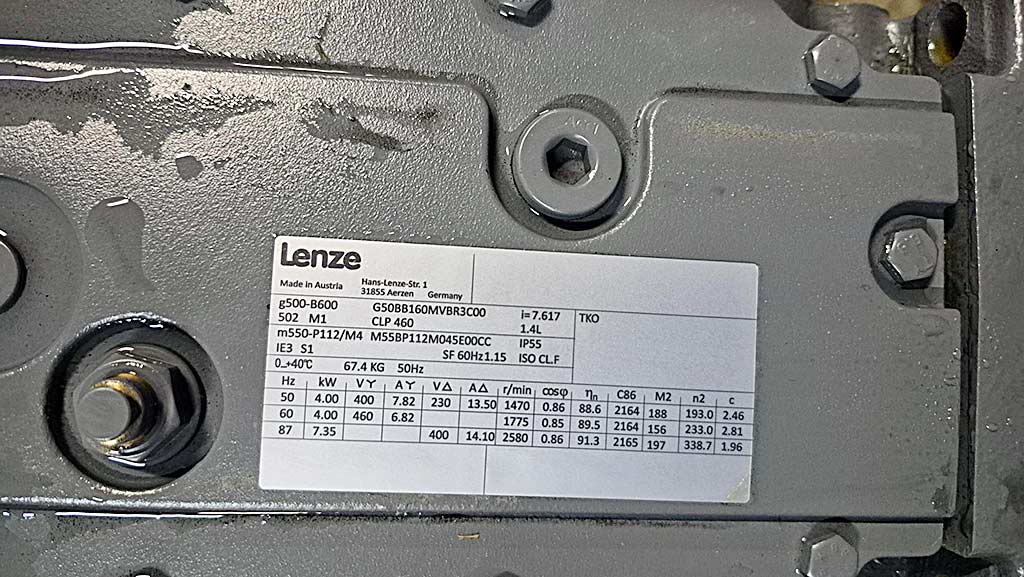 Lenze
Made in Austria Hans-Lenze-Str. 1
31855 Aerzen Germany
g500-B600 G50BB160MVBR3C00 i=7.617
502 M1 CLP 460 1.4L
TKO
m550-P112/M4 M55BP112M045E00CC IP55
IE3 S1 SF 60Hz1.15 ISO CL.F
0..+40°C 67.4 KG 50Hz
Hz kW V Y A Y V Δ A Δ r/min cosφ ηn C86 M2 n2 c
50 4.00 400 7.82 230 13.50 1470 0.86 88.6 2164 188 193.0 2.46
60 4.00 460 6.82 1775 0.85 89.5 2164 156 233.0 2.81
87 7.35 400 14.10 2580 0.86 91.3 2165 197 338.7 1.96